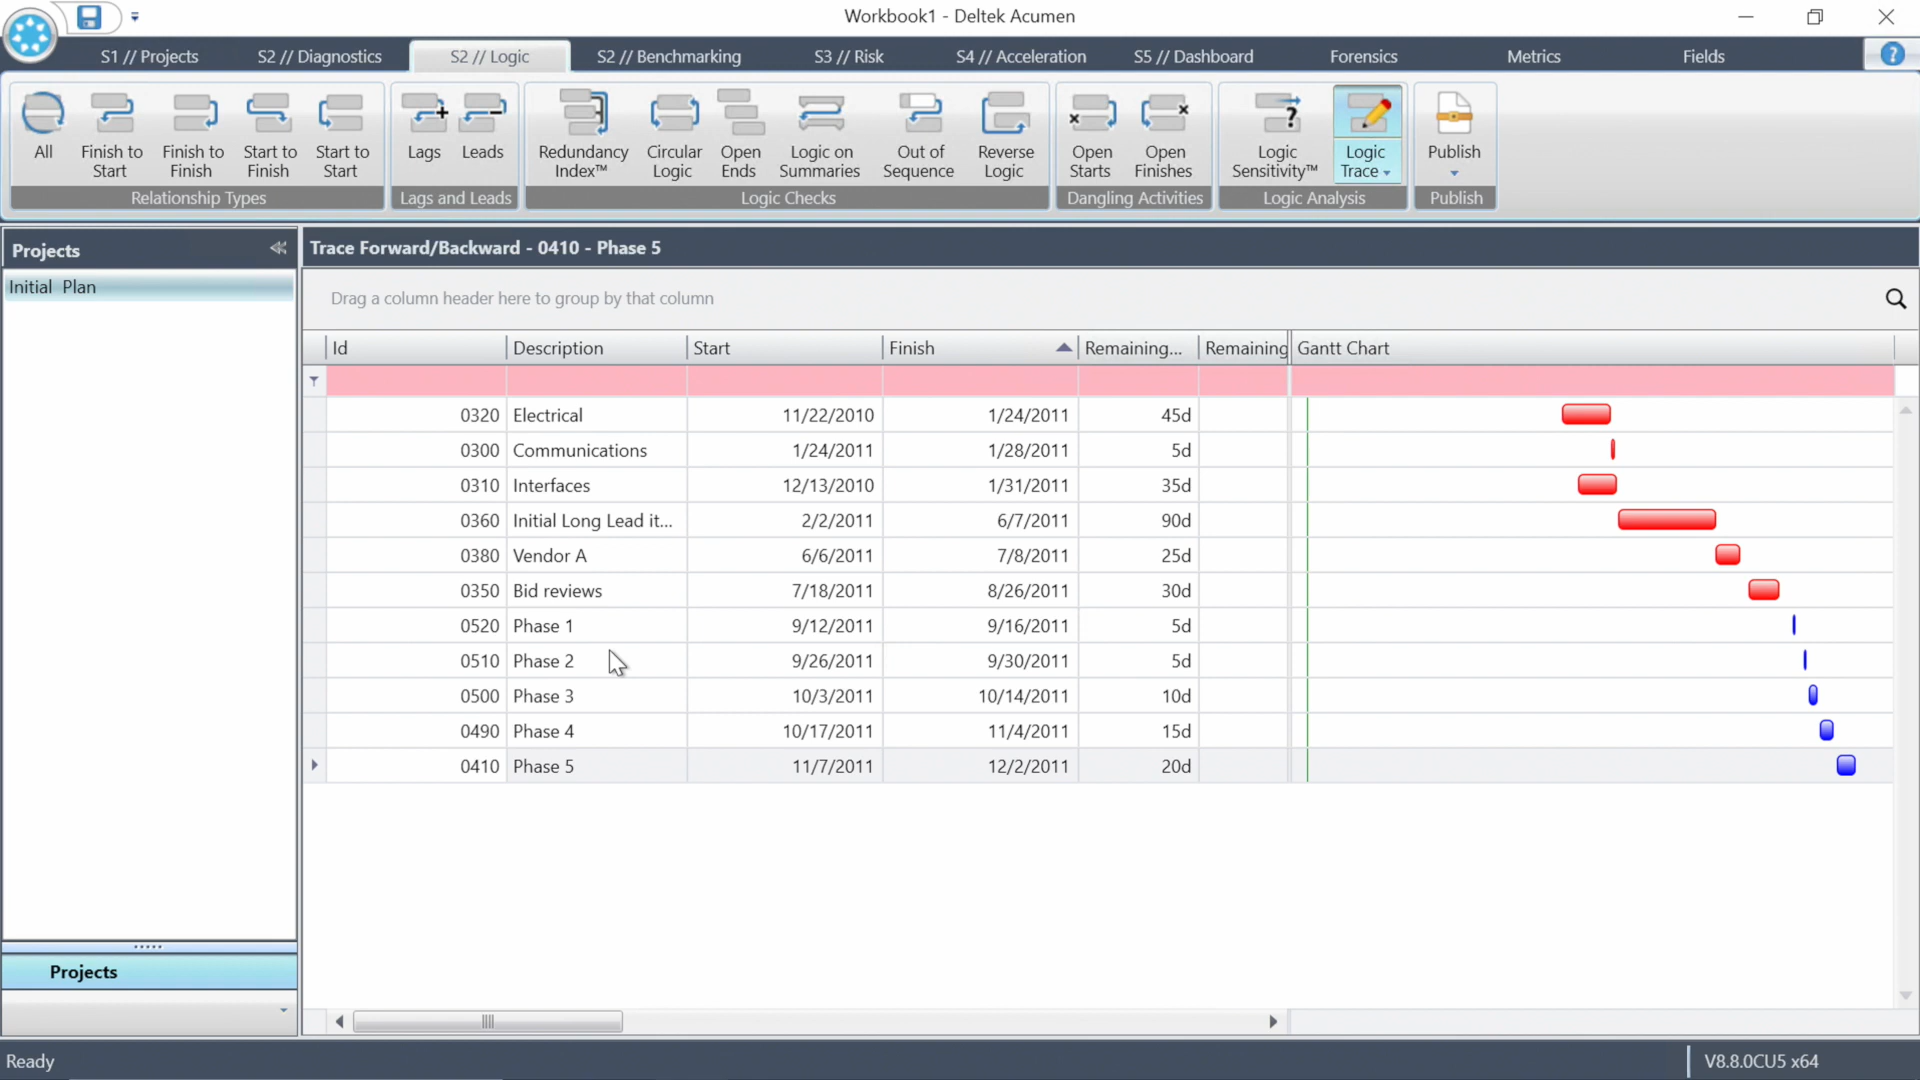 Workbook1 - Deltek Acumen
S1 // Projects S2 // Diagnostics S2 // Logic S2 // Benchmarking S3 // Risk S4 // Acceleration S5 // Dashboard Forensics Metrics Fields ?
All
Finish to Start
Finish to Finish
Start to Finish
Start to Start
Relationship Types
Lags
Leads
Lags and Leads
Redundancy Index™
Circular Logic
Open Ends
Logic on Summaries
Out of Sequence
Reverse Logic
Logic Checks
Open Starts
Open Finishes
Dangling Activities
Logic Sensitivity™
Logic Trace
Logic Analysis
Publish
Publish
Projects
Initial Plan
Trace Forward/Backward - 0410 - Phase 5
Drag a column header here to group by that column
Id Description Start Finish Remaining... Remaining Gantt Chart
0320 Electrical 11/22/2010 1/24/2011 45d
0300 Communications 1/24/2011 1/28/2011 5d
0310 Interfaces 12/13/2010 1/31/2011 35d
0360 Initial Long Lead it... 2/2/2011 6/7/2011 90d
0380 Vendor A 6/6/2011 7/8/2011 25d
0350 Bid reviews 7/18/2011 8/26/2011 30d
0520 Phase 1 9/12/2011 9/16/2011 5d
0510 Phase 2 9/26/2011 9/30/2011 5d
0500 Phase 3 10/3/2011 10/14/2011 10d
0490 Phase 4 10/17/2011 11/4/2011 15d
0410 Phase 5 11/7/2011 12/2/2011 20d
Projects
Ready
V8.8.0CU5 x64